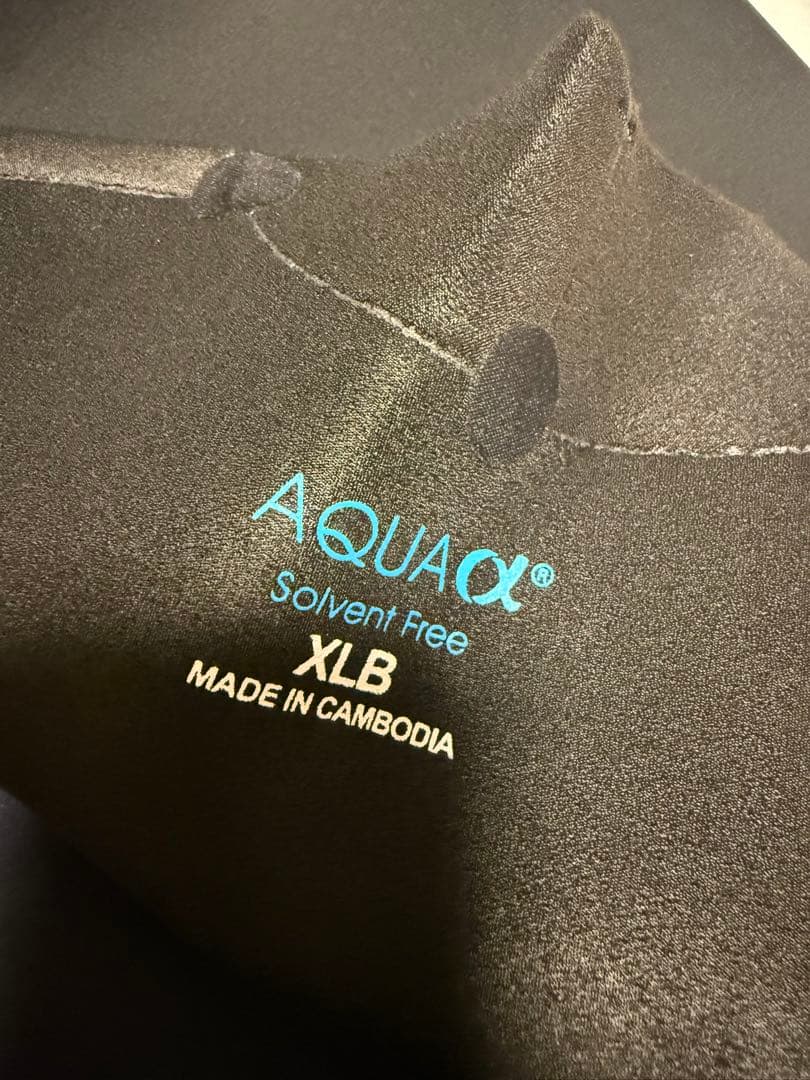 AQUAα®
Solvent Free
XLB
MADE IN CAMBODIA